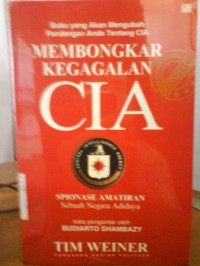 Buku yang Akan Mengubah
Pandangan Anda Tentang CIA
MEMBONGKAR
KEGAGALAN
CIA
SPIONASE AMATIRAN
Sebuah Negara Adidaya
kata pengantar oleh
BUDIARTO SHAMBAZY
TIM WEINER